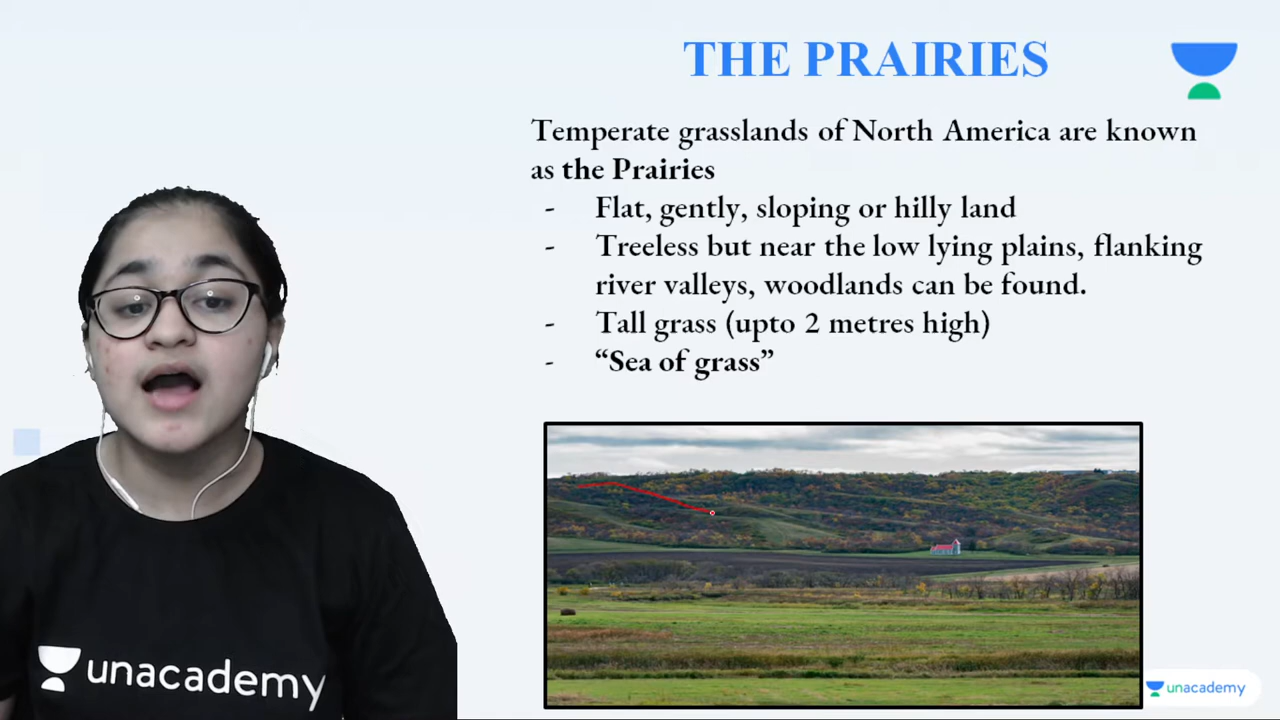 THE PRAIRIES
Temperate grasslands of North America are known
as the Prairies
- Flat, gently, sloping or hilly land
- Treeless but near the low lying plains, flanking
river valleys, woodlands can be found.
- Tall grass (upto 2 metres high)
- “Sea of grass”
unacademy
unacademy